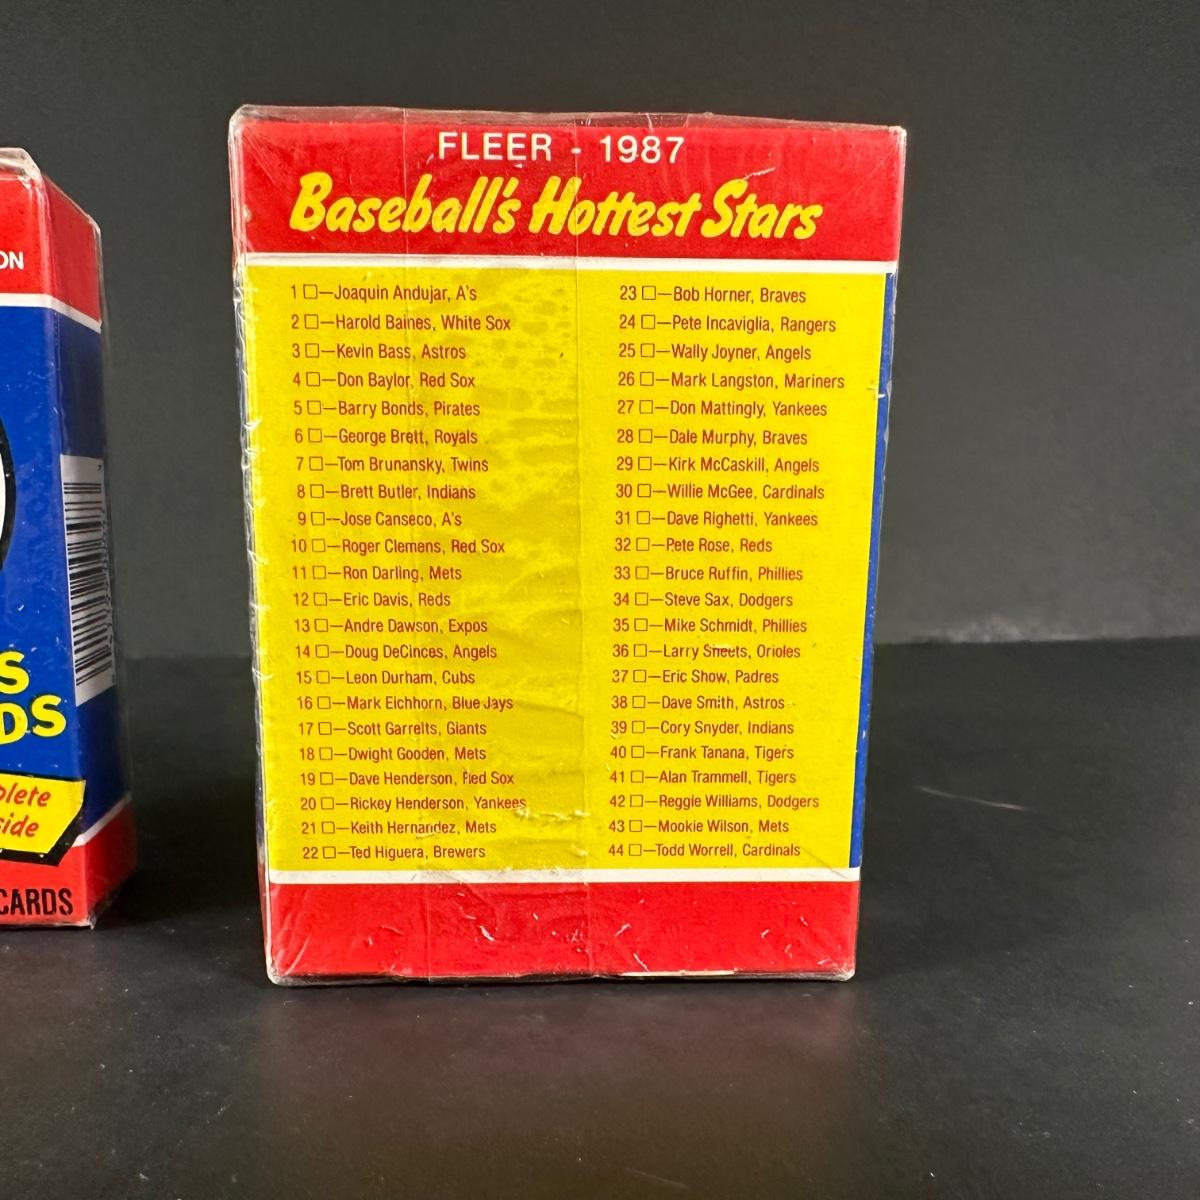 FLEER - 1987
Baseball's Hottest Stars
1 □—Joaquin Andujar, A's
2 □—Harold Baines, White Sox
3 □—Kevin Bass, Astros
4 □—Don Baylor, Red Sox
5 □—Barry Bonds, Pirates
6 □—George Brett, Royals
7 □—Tom Brunansky, Twins
8 □—Brett Butler, Indians
9 □—Jose Canseco, A's
10 □—Roger Clemens, Red Sox
11 □—Ron Darling, Mets
12 □—Eric Davis, Reds
13 □—Andre Dawson, Expos
14 □—Doug DeCinces, Angels
15 □—Leon Durham, Cubs
16 □—Mark Eichhorn, Blue Jays
17 □—Scott Garrelts, Giants
18 □—Dwight Gooden, Mets
19 □—Dave Henderson, Red Sox
20 □—Rickey Henderson, Yankees
21 □—Keith Hernandez, Mets
22 □—Ted Higuera, Brewers
23 □—Bob Horner, Braves
24 □—Pete Incaviglia, Rangers
25 □—Wally Joyner, Angels
26 □—Mark Langston, Mariners
27 □—Don Mattingly, Yankees
28 □—Dale Murphy, Braves
29 □—Kirk McCaskill, Angels
30 □—Willie McGee, Cardinals
31 □—Dave Righetti, Yankees
32 □—Pete Rose, Reds
33 □—Bruce Ruffin, Phillies
34 □—Steve Sax, Dodgers
35 □—Mike Schmidt, Phillies
36 □—Larry Sheets, Orioles
37 □—Eric Show, Padres
38 □—Dave Smith, Astros
39 □—Cory Snyder, Indians
40 □—Frank Tanana, Tigers
41 □—Alan Trammell, Tigers
42 □—Reggie Williams, Dodgers
43 □—Mookie Wilson, Mets
44 □—Todd Worrell, Cardinals
ON
S
DS
plete
side
CARDS